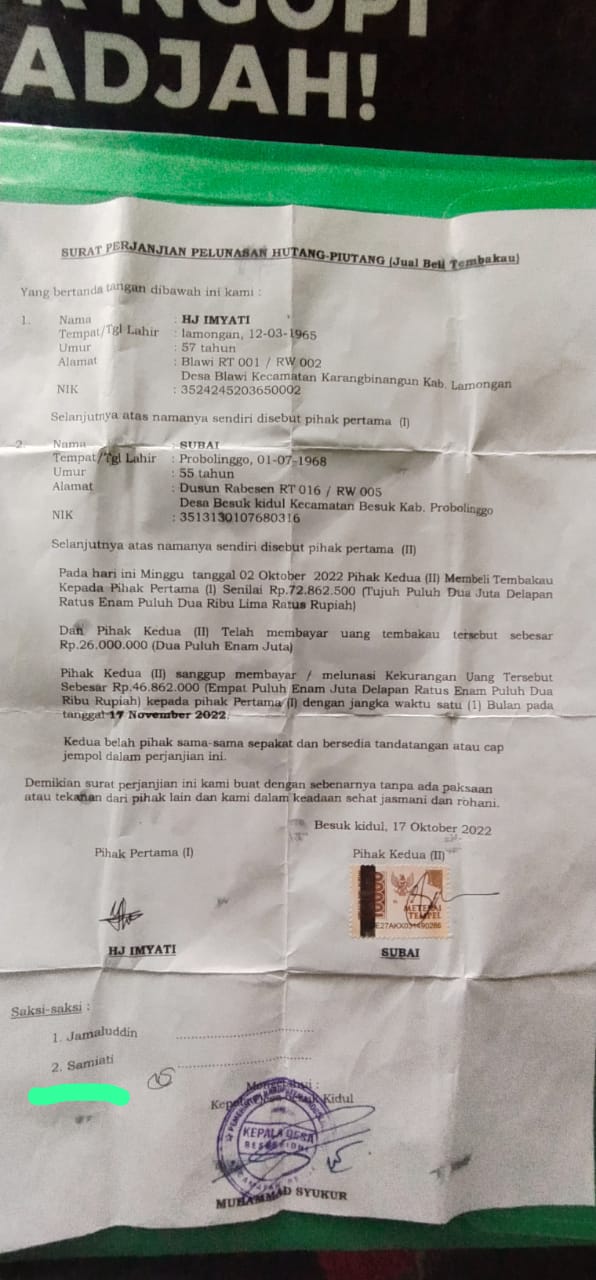 NGOPI
ADJAH!
SURAT PERJANJIAN PELUNASAN HUTANG-PIUTANG (Jual Beli Tembakau)
Yang bertanda tangan dibawah ini kami :
1. Nama : HJ IMYATI
Tempat/Tgl Lahir : lamongan, 12-03-1965
Umur : 57 tahun
Alamat : Blawi RT 001 / RW 002
Desa Blawi Kecamatan Karangbinangun Kab. Lamongan
NIK : 3524245203650002
Selanjutnya atas namanya sendiri disebut pihak pertama (I)
2. Nama : SUBAI
Tempat/Tgl Lahir : Probolinggo, 01-07-1968
Umur : 55 tahun
Alamat : Dusun Rabesen RT 016 / RW 005
Desa Besuk kidul Kecamatan Besuk Kab. Probolinggo
NIK : 3513130107680316
Selanjutnya atas namanya sendiri disebut pihak pertama (II)
Pada hari ini Minggu tanggal 02 Oktober 2022 Pihak Kedua (II) Membeli Tembakau
Kepada Pihak Pertama (I) Senilai Rp.72.862.500 (Tujuh Puluh Dua Juta Delapan
Ratus Enam Puluh Dua Ribu Lima Ratus Rupiah)
Dan Pihak Kedua (II) Telah membayar uang tembakau tersebut sebesar
Rp.26.000.000 (Dua Puluh Enam Juta)
Pihak Kedua (II) sanggup membayar / melunasi Kekurangan Uang Tersebut
Sebesar Rp.46.862.000 (Empat Puluh Enam Juta Delapan Ratus Enam Puluh Dua
Ribu Rupiah) kepada pihak Pertama (I) dengan jangka waktu satu (1) Bulan pada
tanggal 17 November 2022.
Kedua belah pihak sama-sama sepakat dan bersedia tandatangan atau cap
jempol dalam perjanjian ini.
Demikian surat perjanjian ini kami buat dengan sebenarnya tanpa ada paksaan
atau tekanan dari pihak lain dan kami dalam keadaan sehat jasmani dan rohani.
Besuk kidul, 17 Oktober 2022
Pihak Pertama (I) Pihak Kedua (II)
10000
METERAI
TEMPEL
E27AKX031490286
HJ IMYATI SUBAI
Saksi-saksi :
1. Jamaluddin ................................
2. Samiati ................................
Mengetahui :
Kepala Desa Besuk Kidul
KEPALA DESA
MUHAMMAD SYUKUR